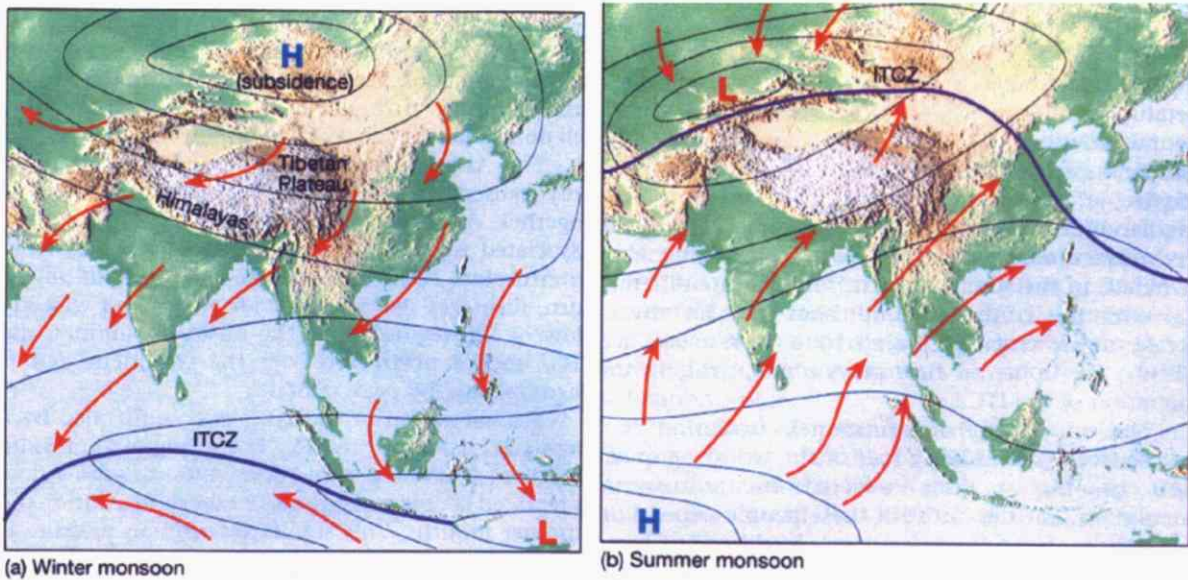 H
(subsidence)
Tibetan
Plateau
Himalayas
ITCZ
L
(a) Winter monsoon
ITCZ
L
H
(b) Summer monsoon